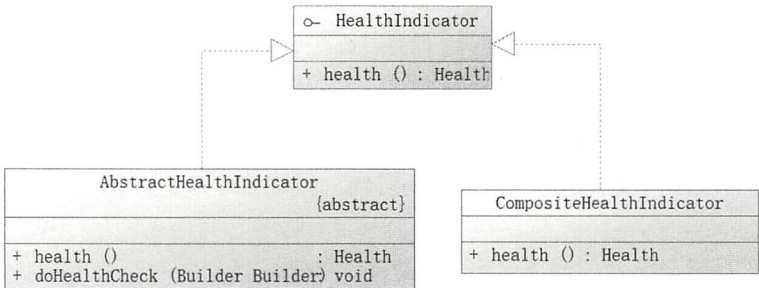 HealthIndicator
+ health () : Health
AbstractHealthIndicator
{abstract}
+ health () : Health
+ doHealthCheck (Builder Builder) void
CompositeHealthIndicator
+ health () : Health